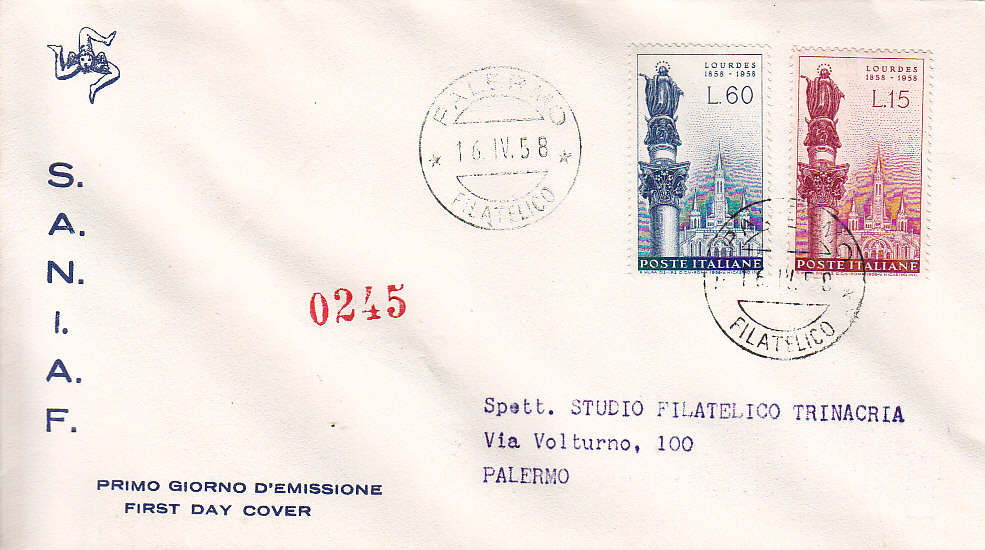 S.
A.
N.
I.
A.
F.
PRIMO GIORNO D'EMISSIONE
FIRST DAY COVER
0245
PALERMO
* 16.IV.58 *
FILATELICO
LOURDES
1858 - 1958
L.60
POSTE ITALIANE
LOURDES
1858 - 1958
L.15
POSTE ITALIANE
FILATELICO
Spett. STUDIO FILATELICO TRINACRIA
Via Volturno, 100
PALERMO